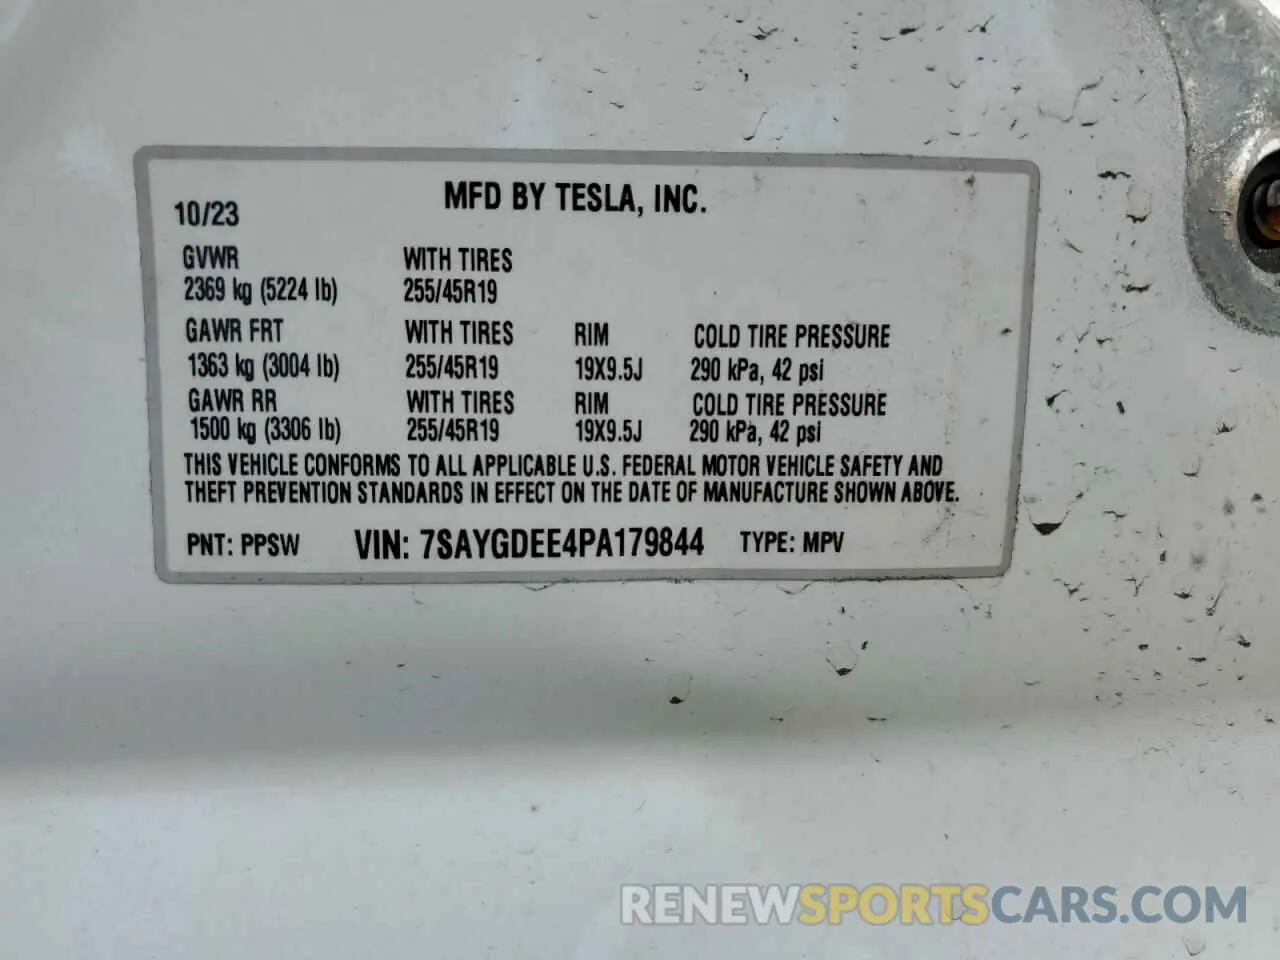 MFD BY TESLA, INC.
10/23
GVWR WITH TIRES
2369 kg (5224 lb) 255/45R19
GAWR FRT WITH TIRES RIM COLD TIRE PRESSURE
1363 kg (3004 lb) 255/45R19 19X9.5J 290 kPa, 42 psi
GAWR RR WITH TIRES RIM COLD TIRE PRESSURE
1500 kg (3306 lb) 255/45R19 19X9.5J 290 kPa, 42 psi
THIS VEHICLE CONFORMS TO ALL APPLICABLE U.S. FEDERAL MOTOR VEHICLE SAFETY AND
THEFT PREVENTION STANDARDS IN EFFECT ON THE DATE OF MANUFACTURE SHOWN ABOVE.
PNT: PPSW VIN: 7SAYGDEE4PA179844 TYPE: MPV
RENEWSPORTSCARS.COM